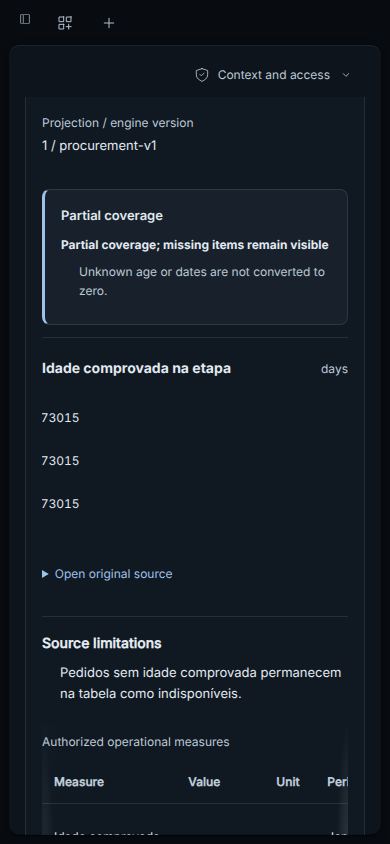 Context and access
Projection / engine version
1 / procurement-v1
Partial coverage
Partial coverage; missing items remain visible
Unknown age or dates are not converted to
zero.
Idade comprovada na etapa days
73015
73015
73015
Open original source
Source limitations
Pedidos sem idade comprovada permanecem
na tabela como indisponíveis.
Authorized operational measures
Measure Value Unit Peri